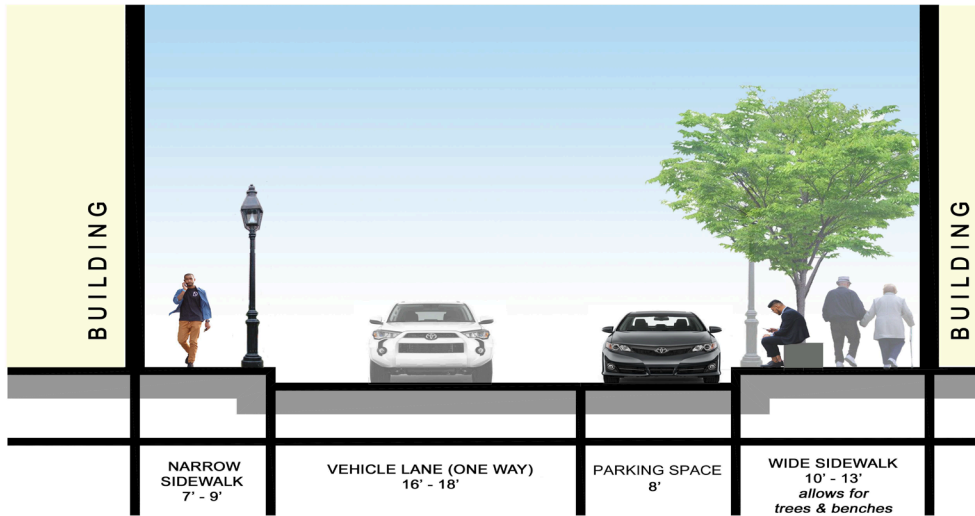 BUILDING
BUILDING
NARROW
SIDEWALK
7' - 9'
VEHICLE LANE (ONE WAY)
16' - 18'
PARKING SPACE
8'
WIDE SIDEWALK
10' - 13'
allows for
trees & benches